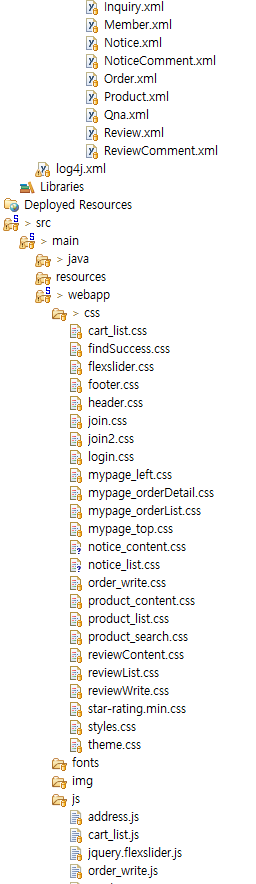 Inquiry.xml
Member.xml
Notice.xml
NoticeComment.xml
Order.xml
Product.xml
Qna.xml
Review.xml
ReviewComment.xml
log4j.xml
Libraries
Deployed Resources
> src
> main
> java
resources
> webapp
> css
cart_list.css
findSuccess.css
flexslider.css
footer.css
header.css
join.css
join2.css
login.css
mypage_left.css
mypage_orderDetail.css
mypage_orderList.css
mypage_top.css
notice_content.css
notice_list.css
order_write.css
product_content.css
product_list.css
product_search.css
reviewContent.css
reviewList.css
reviewWrite.css
star-rating.min.css
styles.css
theme.css
fonts
img
js
address.js
cart_list.js
jquery.flexslider.js
order_write.js